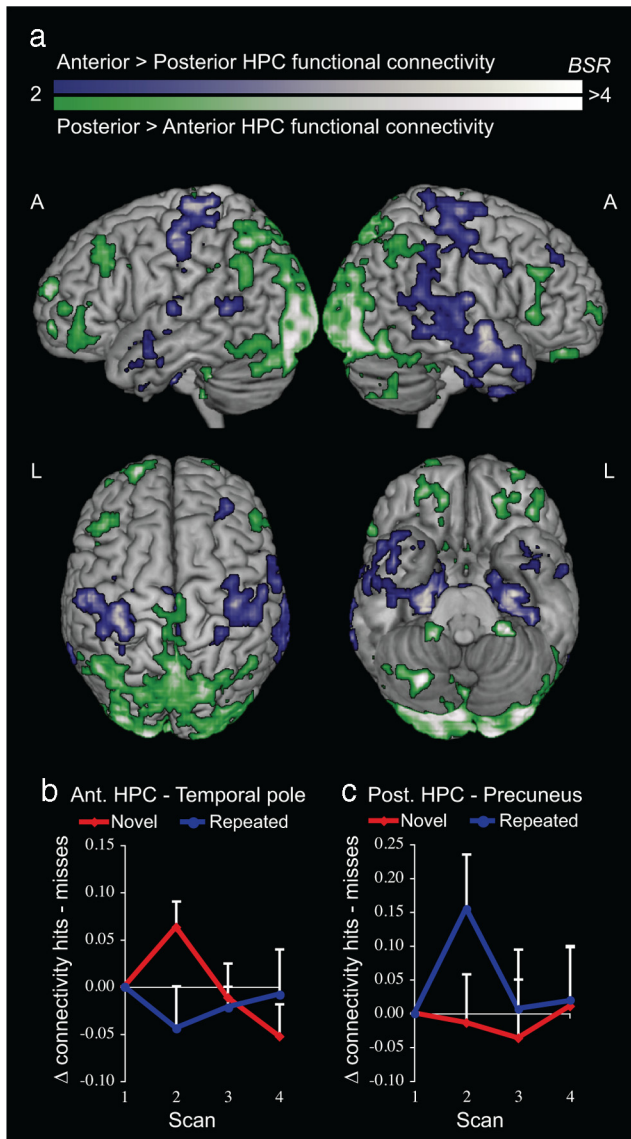 a
Anterior > Posterior HPC functional connectivity BSR
2 >4
Posterior > Anterior HPC functional connectivity
A A
L L
b Ant. HPC - Temporal pole
Novel Repeated
Δ connectivity hits - misses
0.15
0.10
0.05
0.00
-0.05
-0.10
1 2 3 4
Scan
c Post. HPC - Precuneus
Novel Repeated
Δ connectivity hits - misses
0.25
0.20
0.15
0.10
0.05
0.00
-0.05
-0.10
1 2 3 4
Scan